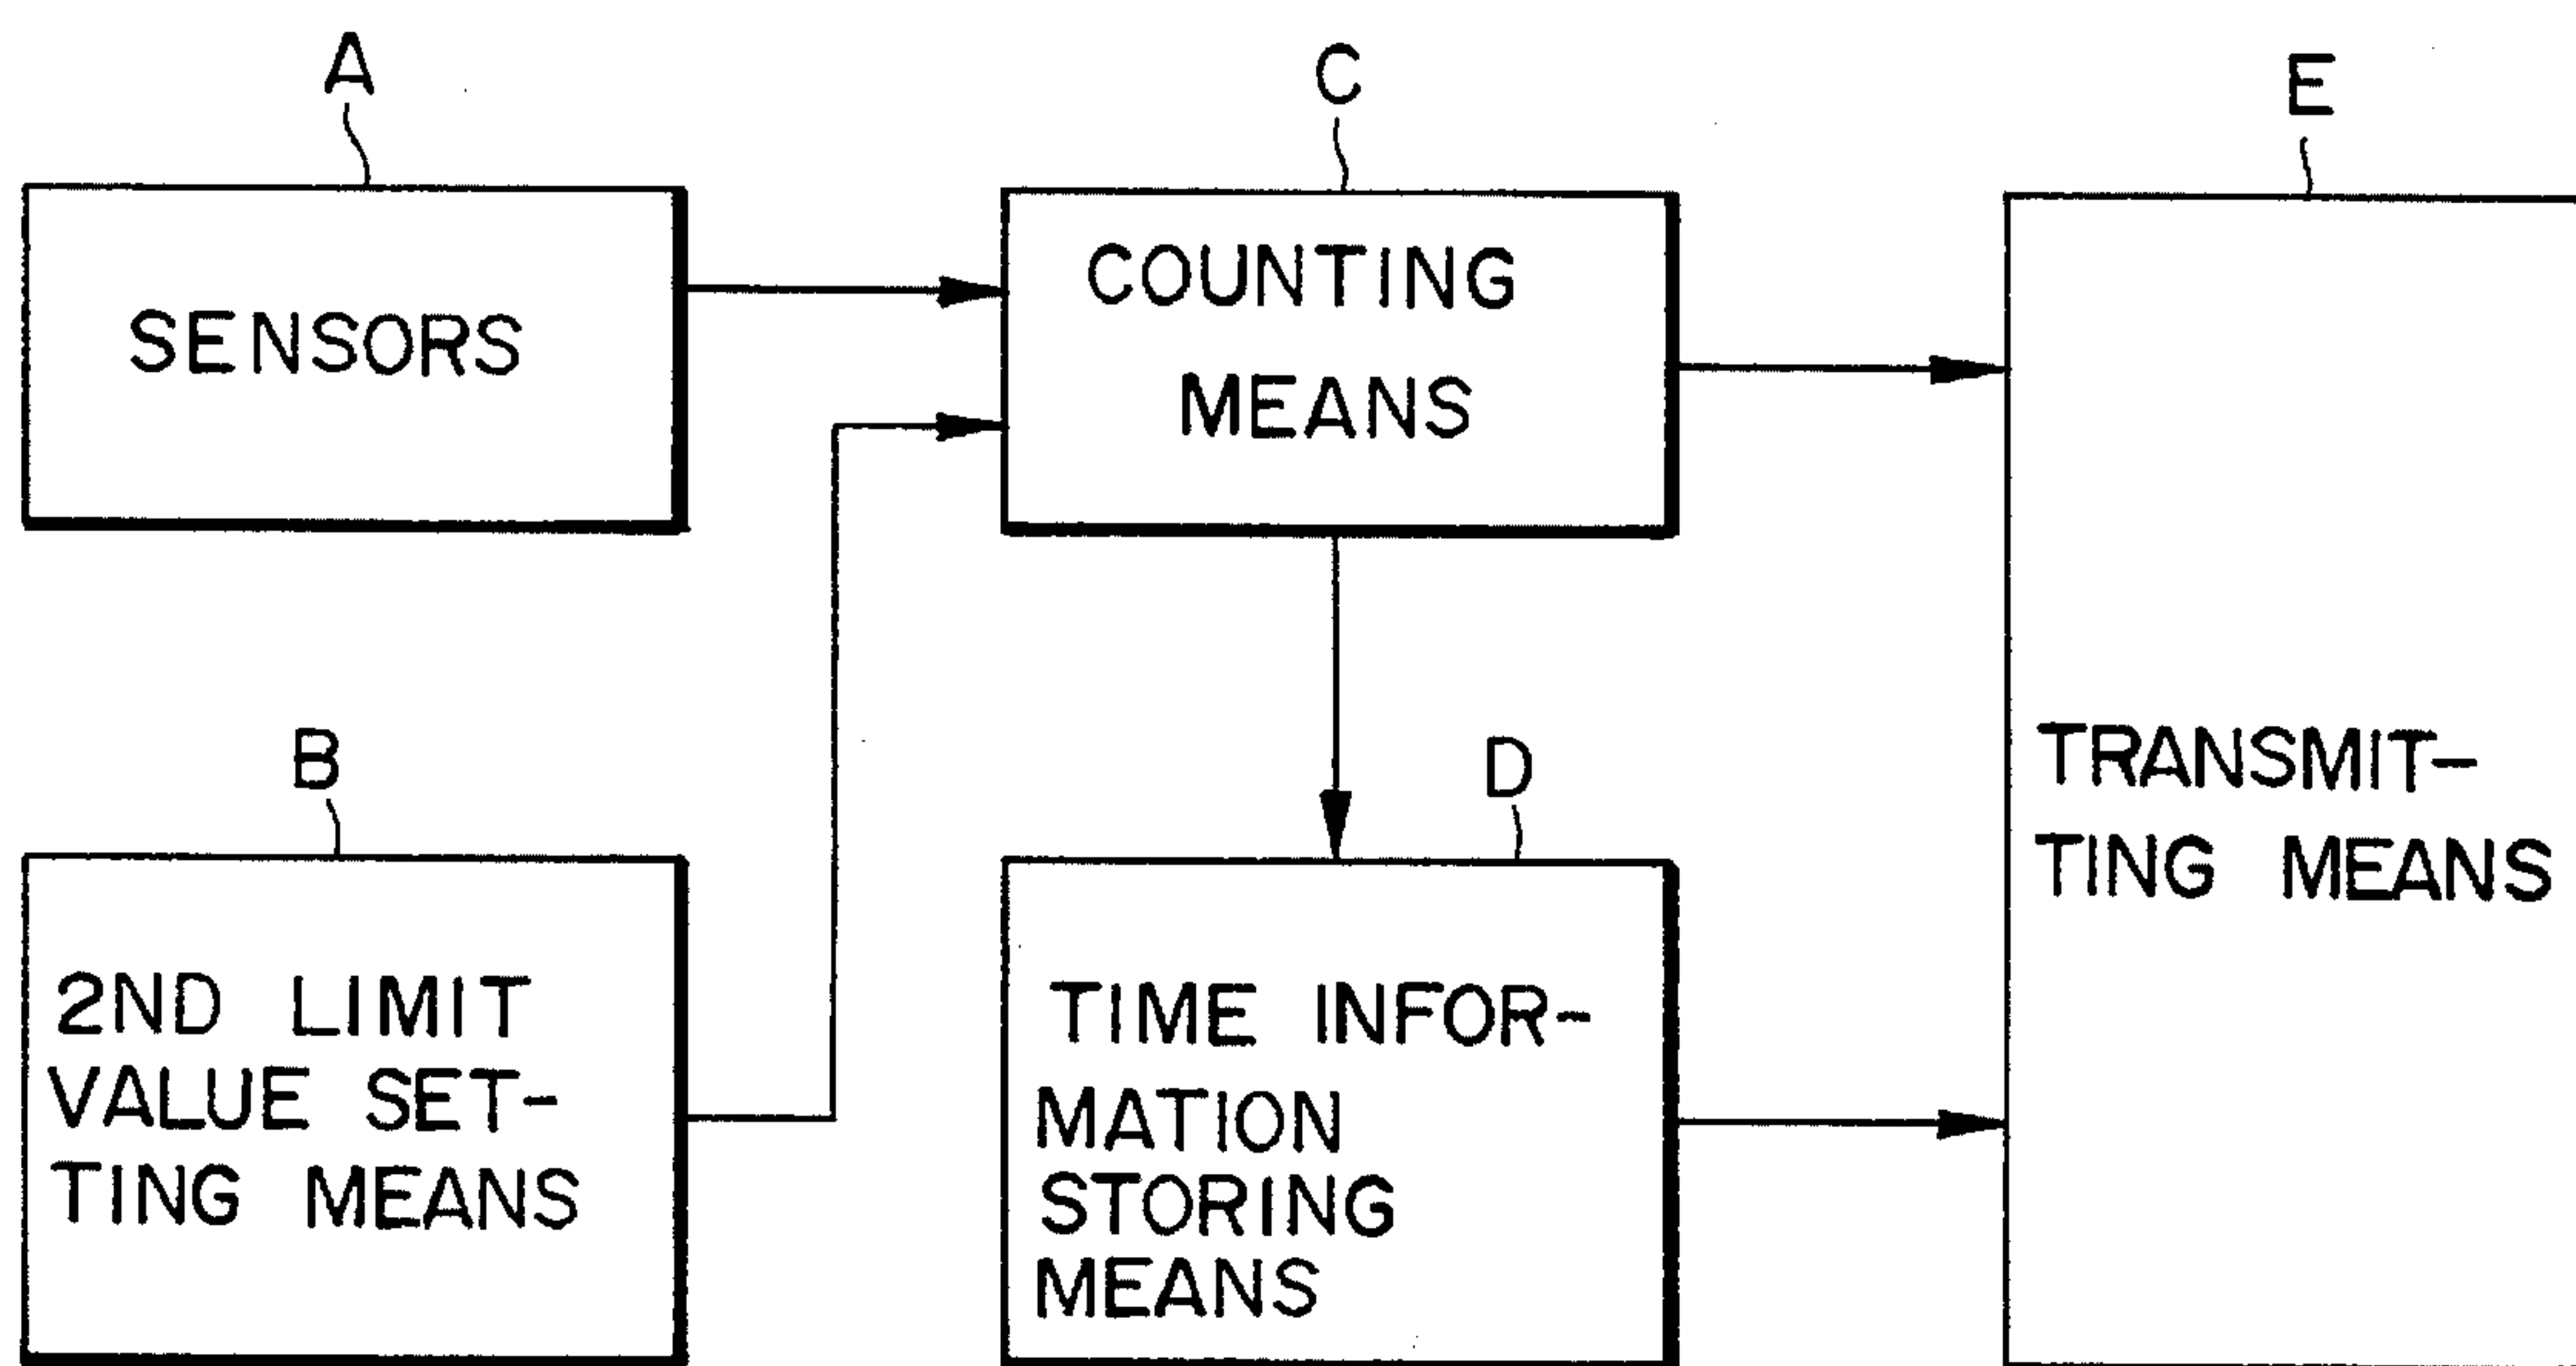 A
SENSORS
B
2ND LIMIT
VALUE SET-
TING MEANS
C
COUNTING
MEANS
D
TIME INFOR-
MATION
STORING
MEANS
E
TRANSMIT-
TING MEANS